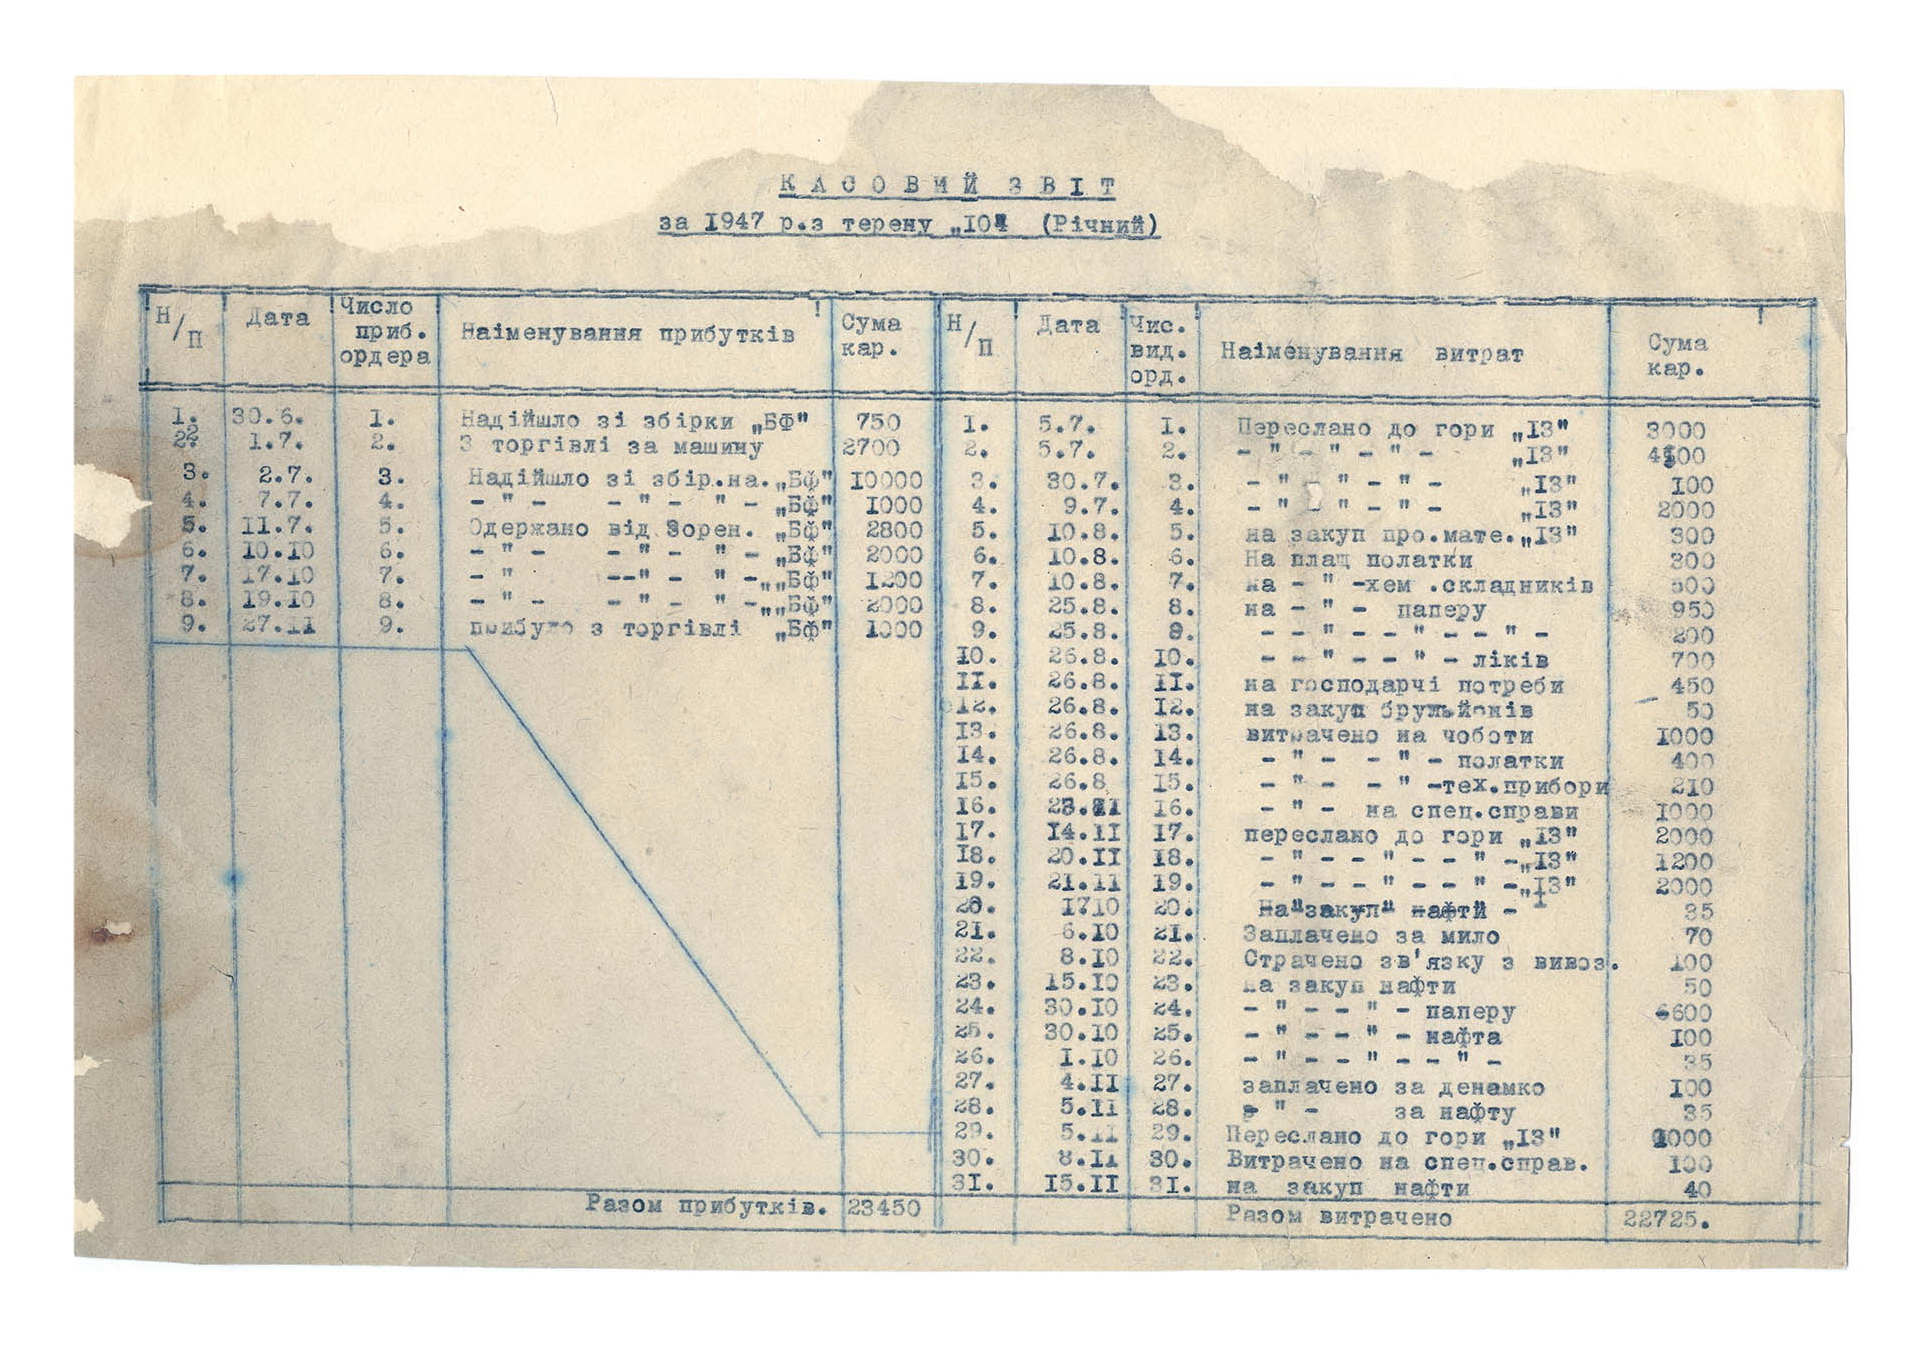 КАСОВИЙ ЗВІТ
за 1947 р.з терену „104 (Річний)
Н/П Дата Число приб. ордера Наіменування прибутків Сума кар. Н/П Дата Чис. вид. орд. Наіменування витрат Сума кар.
1. 30.6. 1. Надійшло зі збірки „БФ" 750 1. 5.7. 1. Переслано до гори „ІЗ" 3000
2. 1.7. 2. З торгівлі за машину 2700 2. 5.7. 2. - " - " - " - „ІЗ"
3. 2.7. 3. Надійшло зі збір.на.„БФ" 10000 3. 30.7. 3. - " - " - " - „ІЗ" 100
4. 7.7. 4. - " - - " - " - „БФ" 1000 4. 9.7. 4. - " - " - " - „ІЗ" 2000
5. 11.7. 5. Одержано від Зорен. „БФ" 2800 5. 10.8. 5. на закуп про.мате.„ІЗ" 300
6. 10.10 6. - " - - " - " - „БФ" 2000 6. 10.8. 6. На плащ полатки 300
7. 17.10 7. - " --" - " -„„БФ" 1200 7. 10.8. 7. на - " -хем .складників 500
8. 19.10 8. - " - - " - " -„„БФ" 2000 8. 25.8. 8. на - " - паперу 950
9. 27.11 9. прибуло з торгівлі „БФ" 1000 9. 25.8. 9. - - " - - " - - " - 200
10. 26.8. 10. - - " - - " - ліків 700
11. 26.8. 11. на господарчі потреби 450
12. 26.8. 12. на закуп брульйонів 50
13. 26.8. 13. витрачено на чоботи 1000
14. 26.8. 14. - " - - " - полатки 400
15. 26.8 15. - " - - " -тех.прибори 210
16. 16. - " - на спец.справи 1000
17. 14.11 17. переслано до гори „ІЗ" 2000
18. 20.11 18. - " - - " - - " -„ІЗ" 1200
19. 21.11 19. - " - - " - - " -„ІЗ" 2000
20. 1710 20. На"закуп" нафти - 35
21. 6.10 21. Заплачено за мило 70
22. 8.10 22. Страчено зв'язку з вивоз. 100
23. 15.10 23. на закуп нафти 50
24. 30.10 24. - " - - " - паперу 600
25. 30.10 25. - " - - " - нафта 100
26. 1.10 26. - " - - " - - " - 35
27. 4.11 27. заплачено за денамко 100
28. 5.11 28. - " - за нафту 35
29. 5.11 29. Переслано до гори „ІЗ" 1000
30. 8.11 30. Витрачено на спец.справ. 100
31. 15.11 31. на закуп нафти 40
Разом прибутків. 23450 Разом витрачено 22725.